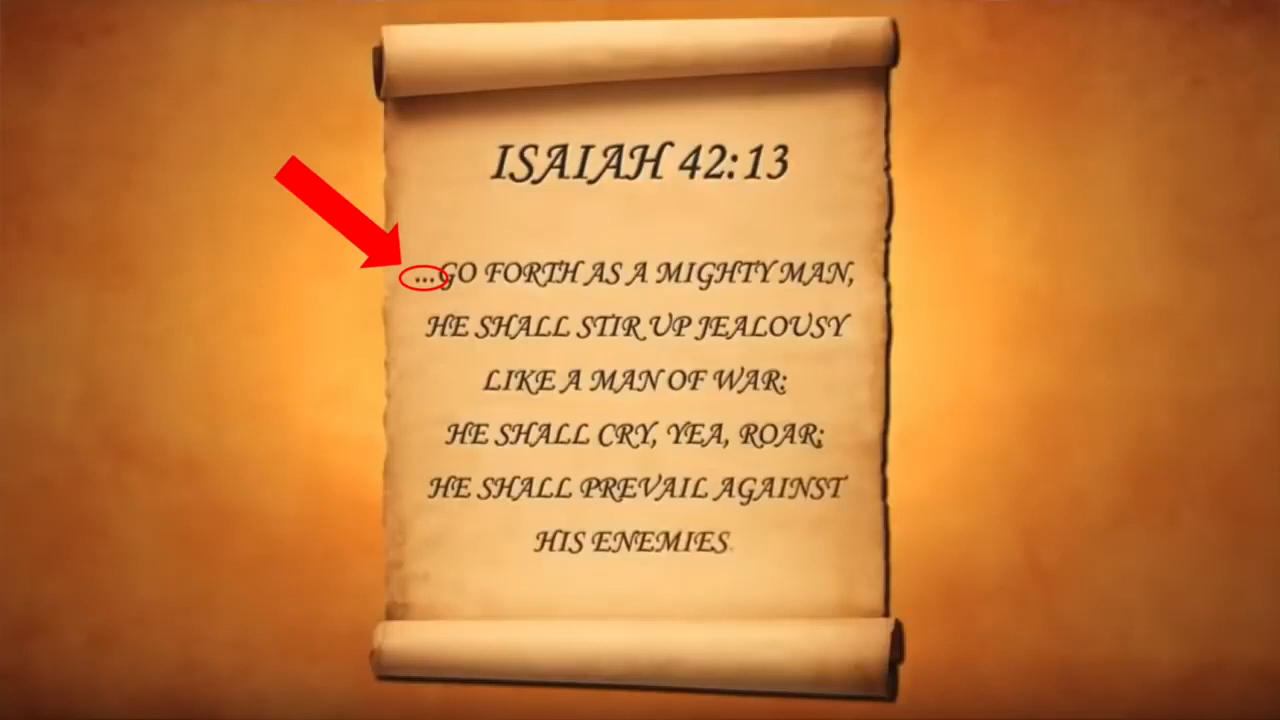 ISAIAH 42:13
...GO FORTH AS A MIGHTY MAN,
HE SHALL STIR UP JEALOUSY
LIKE A MAN OF WAR:
HE SHALL CRY, YEA, ROAR;
HE SHALL PREVAIL AGAINST
HIS ENEMIES.